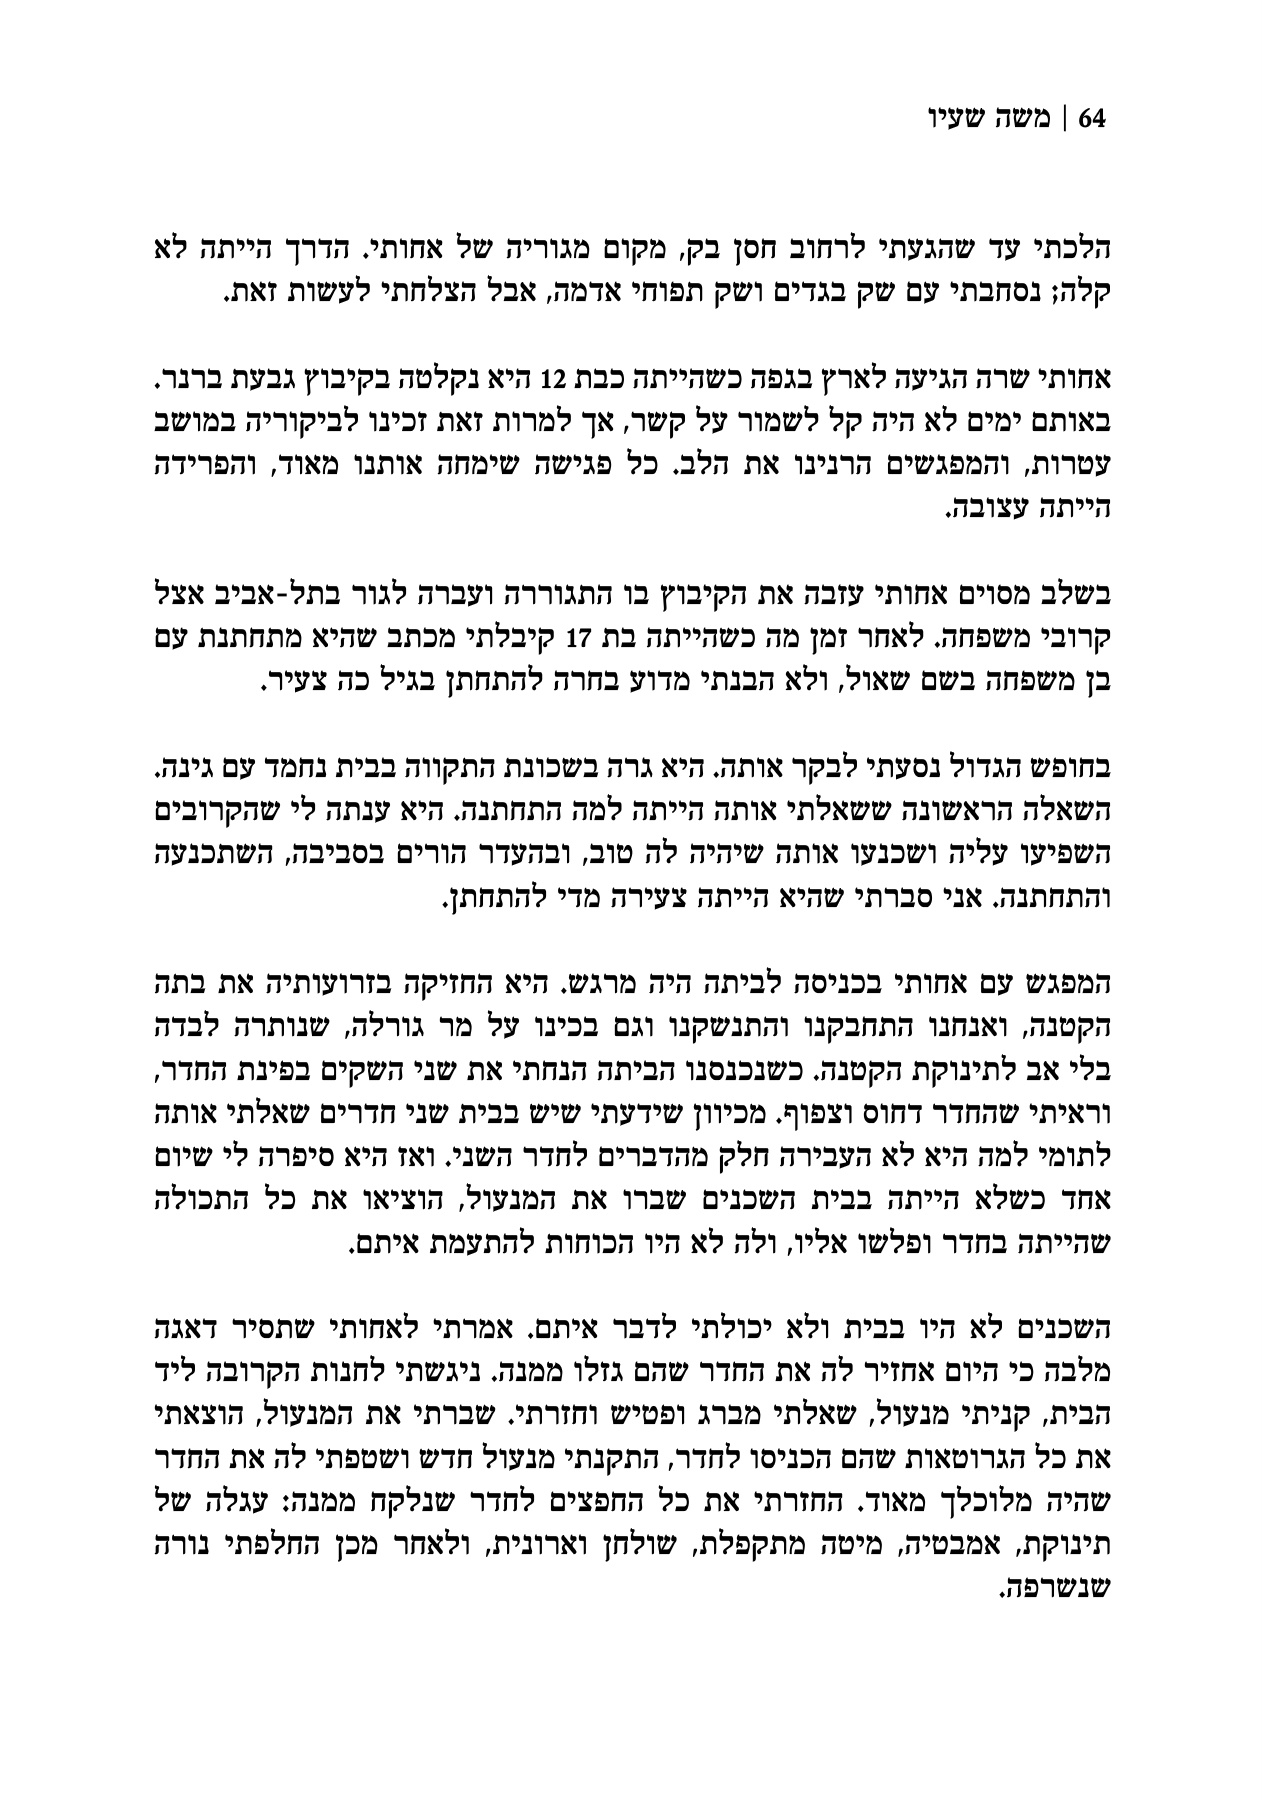 64 | משה שעיו
הלכתי עד שהגעתי לרחוב חסן בק, מקום מגוריה של אחותי. הדרך הייתה לא
קלה; נסחבתי עם שק בגדים ושק תפוחי אדמה, אבל הצלחתי לעשות זאת.
אחותי שרה הגיעה לארץ בגפה כשהייתה כבת 12 היא נקלטה בקיבוץ גבעת ברנר.
באותם ימים לא היה קל לשמור על קשר, אך למרות זאת זכינו לביקוריה במושב
עטרות, והמפגשים הרנינו את הלב. כל פגישה שימחה אותנו מאוד, והפרידה
הייתה עצובה.
בשלב מסוים אחותי עזבה את הקיבוץ בו התגוררה ועברה לגור בתל-אביב אצל
קרובי משפחה. לאחר זמן מה כשהייתה בת 17 קיבלתי מכתב שהיא מתחתנת עם
בן משפחה בשם שאול, ולא הבנתי מדוע בחרה להתחתן בגיל כה צעיר.
בחופש הגדול נסעתי לבקר אותה. היא גרה בשכונת התקווה בבית נחמד עם גינה.
השאלה הראשונה ששאלתי אותה הייתה למה התחתנה. היא ענתה לי שהקרובים
השפיעו עליה ושכנעו אותה שיהיה לה טוב, ובהעדר הורים בסביבה, השתכנעה
והתחתנה. אני סברתי שהיא הייתה צעירה מדי להתחתן.
המפגש עם אחותי בכניסה לביתה היה מרגש. היא החזיקה בזרועותיה את בתה
הקטנה, ואנחנו התחבקנו והתנשקנו וגם בכינו על מר גורלה, שנותרה לבדה
בלי אב לתינוקת הקטנה. כשנכנסנו הביתה הנחתי את שני השקים בפינת החדר,
וראיתי שהחדר דחוס וצפוף. מכיוון שידעתי שיש בבית שני חדרים שאלתי אותה
לתומי למה היא לא העבירה חלק מהדברים לחדר השני. ואז היא סיפרה לי שיום
אחד כשלא הייתה בבית השכנים שברו את המנעול, הוציאו את כל התכולה
שהייתה בחדר ופלשו אליו, ולה לא היו הכוחות להתעמת איתם.
השכנים לא היו בבית ולא יכולתי לדבר איתם. אמרתי לאחותי שתסיר דאגה
מלבה כי היום אחזיר לה את החדר שהם גזלו ממנה. ניגשתי לחנות הקרובה ליד
הבית, קניתי מנעול, שאלתי מברג ופטיש וחזרתי. שברתי את המנעול, הוצאתי
את כל הגרוטאות שהם הכניסו לחדר, התקנתי מנעול חדש ושטפתי לה את החדר
שהיה מלוכלך מאוד. החזרתי את כל החפצים לחדר שנלקח ממנה: עגלה של
תינוקת, אמבטיה, מיטה מתקפלת, שולחן וארונית, ולאחר מכן החלפתי נורה
שנשרפה.